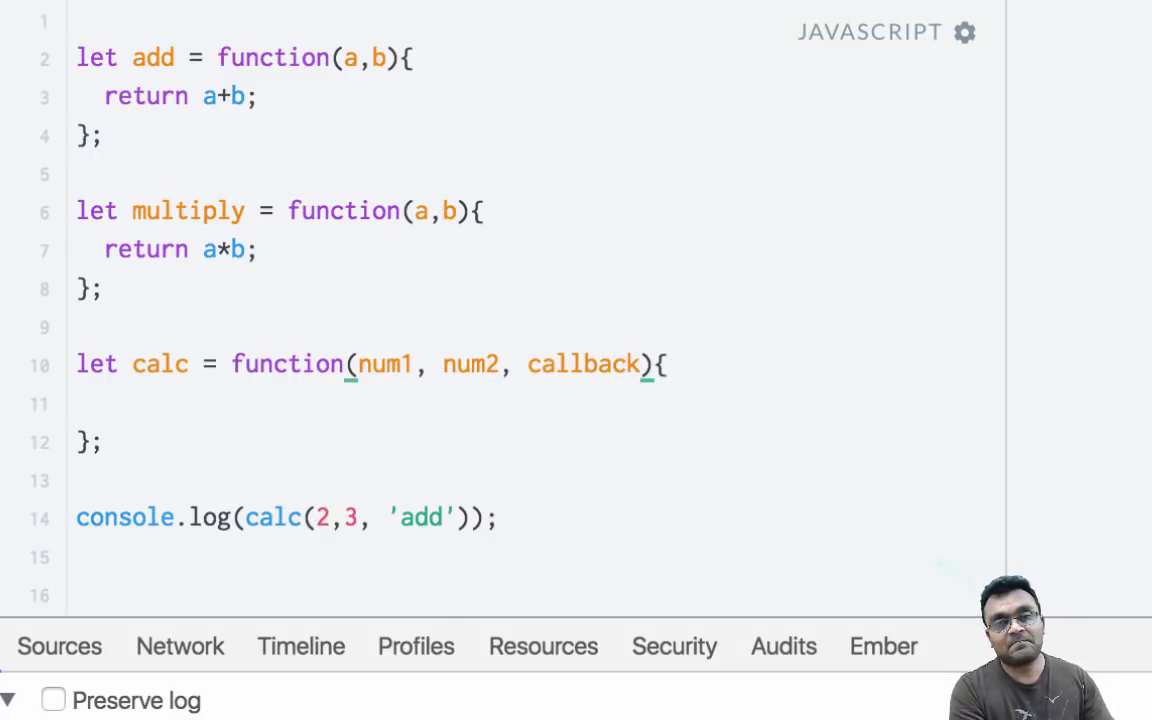 1
JAVASCRIPT
2 let add = function(a,b){
3 return a+b;
4 };
5
6 let multiply = function(a,b){
7 return a*b;
8 };
9
10 let calc = function(num1, num2, callback){
11
12 };
13
14 console.log(calc(2,3, 'add'));
15
16
Sources Network Timeline Profiles Resources Security Audits Ember
Preserve log